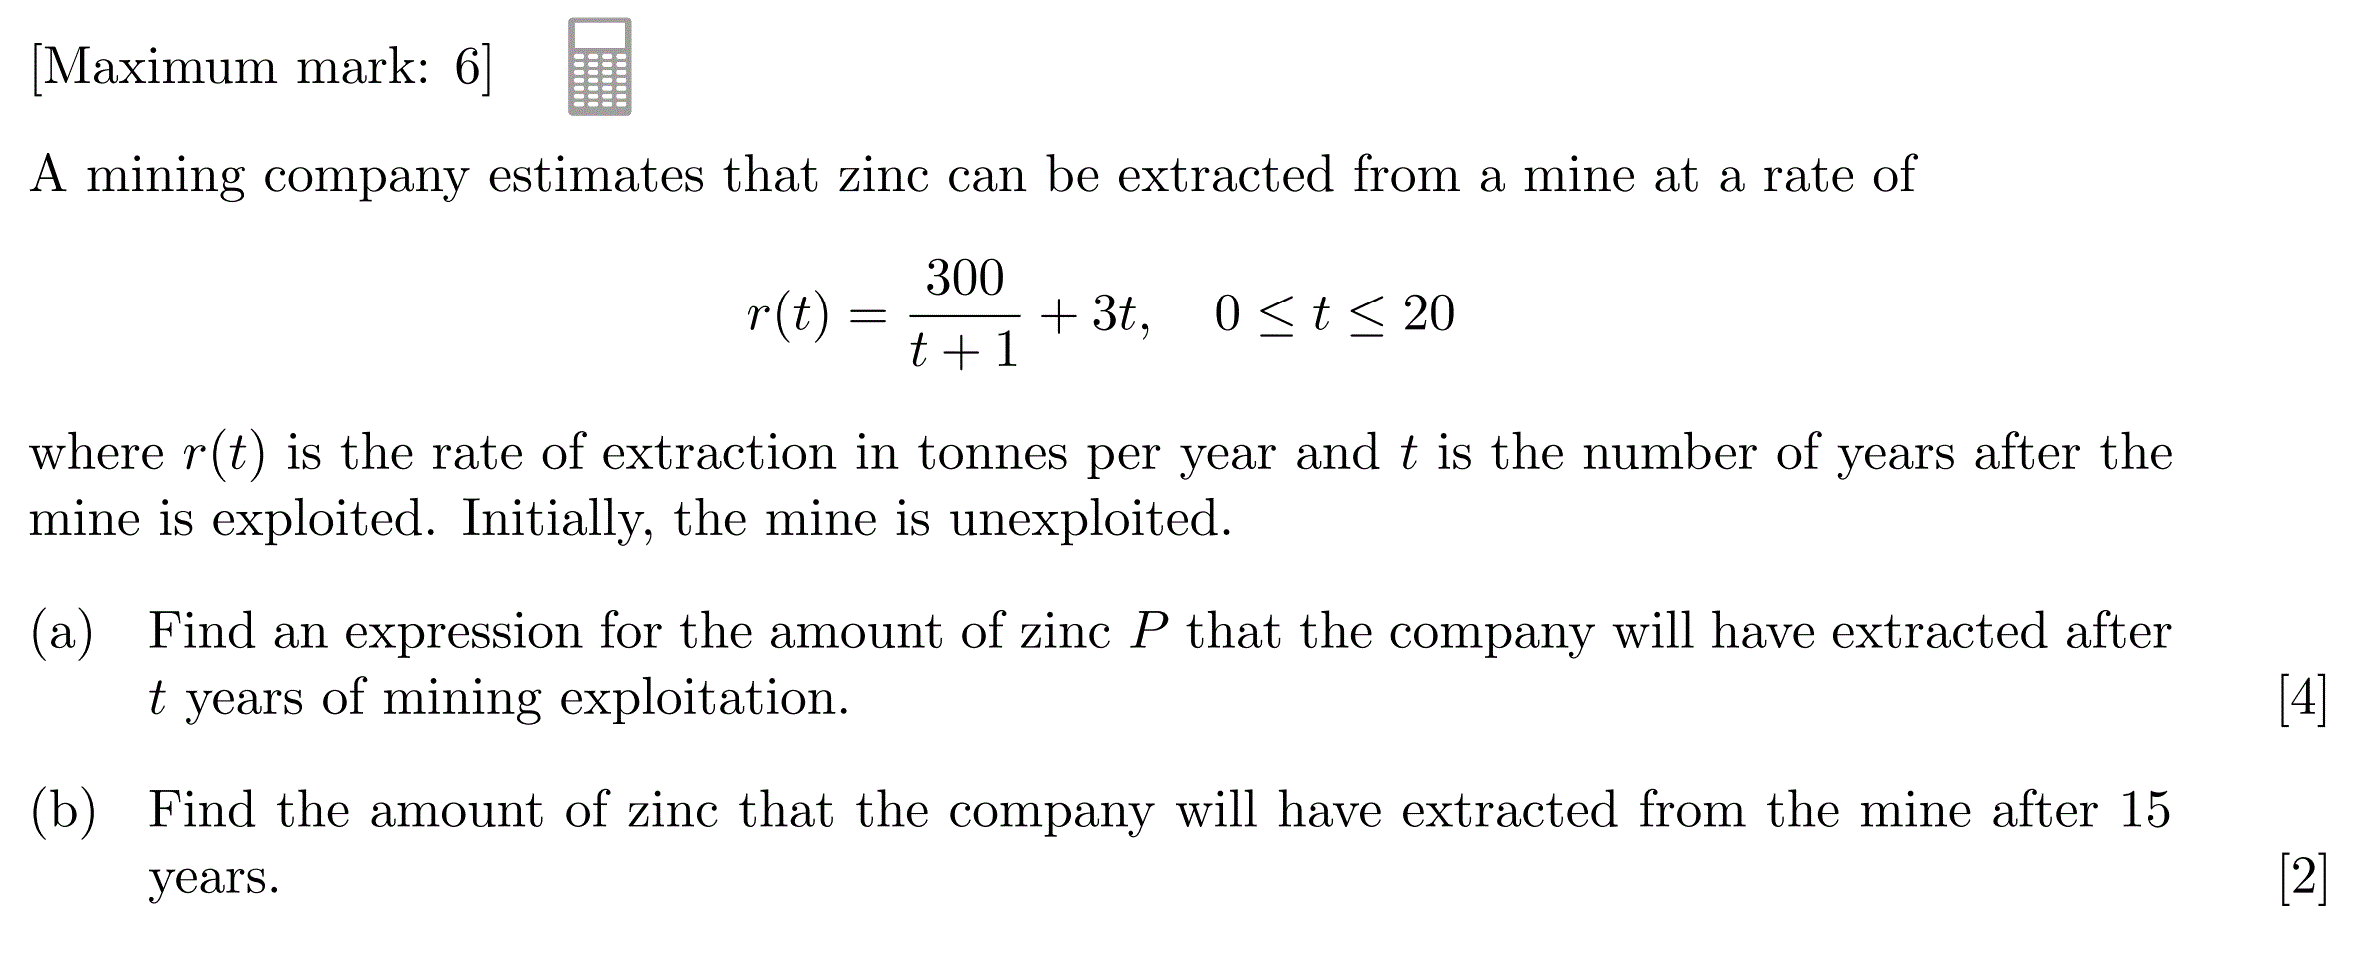 [Maximum mark: 6]
A mining company estimates that zinc can be extracted from a mine at a rate of
r(t) = \frac{300}{t + 1} + 3t, 0 ≤ t ≤ 20
where r(t) is the rate of extraction in tonnes per year and t is the number of years after the
mine is exploited. Initially, the mine is unexploited.
(a) Find an expression for the amount of zinc P that the company will have extracted after
t years of mining exploitation. [4]
(b) Find the amount of zinc that the company will have extracted from the mine after 15
years. [2]